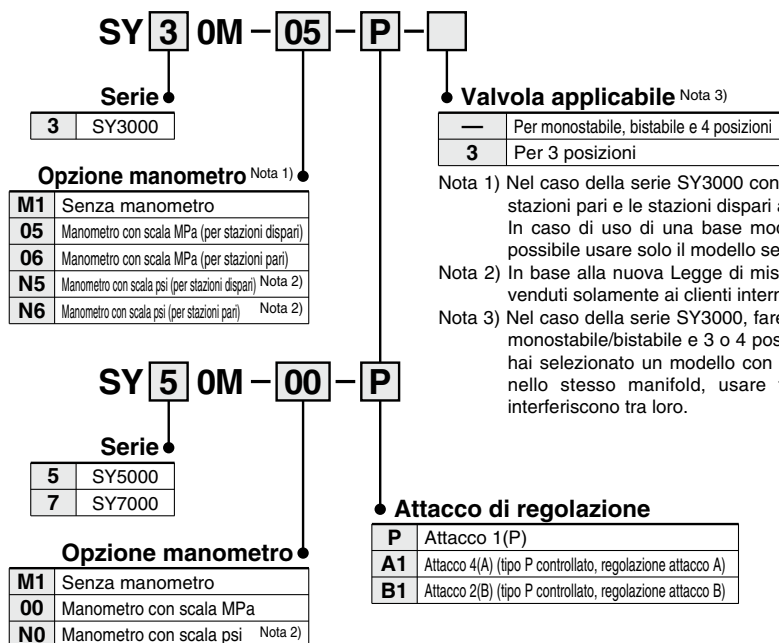 SY 3 0M – 05 – P –
Serie
3 SY3000
Opzione manometro Nota 1)
M1 Senza manometro
05 Manometro con scala MPa (per stazioni dispari)
06 Manometro con scala MPa (per stazioni pari)
N5 Manometro con scala psi (per stazioni dispari) Nota 2)
N6 Manometro con scala psi (per stazioni pari) Nota 2)
Valvola applicabile Nota 3)
— Per monostabile, bistabile e 4 posizioni
3 Per 3 posizioni
Nota 1) Nel caso della serie SY3000 con
stazioni pari e le stazioni dispari
In caso di uso di una base mo
possibile usare solo il modello se
Nota 2) In base alla nuova Legge di mis
venduti solamente ai clienti inter
Nota 3) Nel caso della serie SY3000, fare
monostabile/bistabile e 3 o 4 pos
hai selezionato un modello con
nello stesso manifold, usare
interferiscono tra loro.
SY 5 0M – 00 – P
Serie
5 SY5000
7 SY7000
Opzione manometro
M1 Senza manometro
00 Manometro con scala MPa
N0 Manometro con scala psi Nota 2)
Attacco di regolazione
P Attacco 1(P)
A1 Attacco 4(A) (tipo P controllato, regolazione attacco A)
B1 Attacco 2(B) (tipo P controllato, regolazione attacco B)